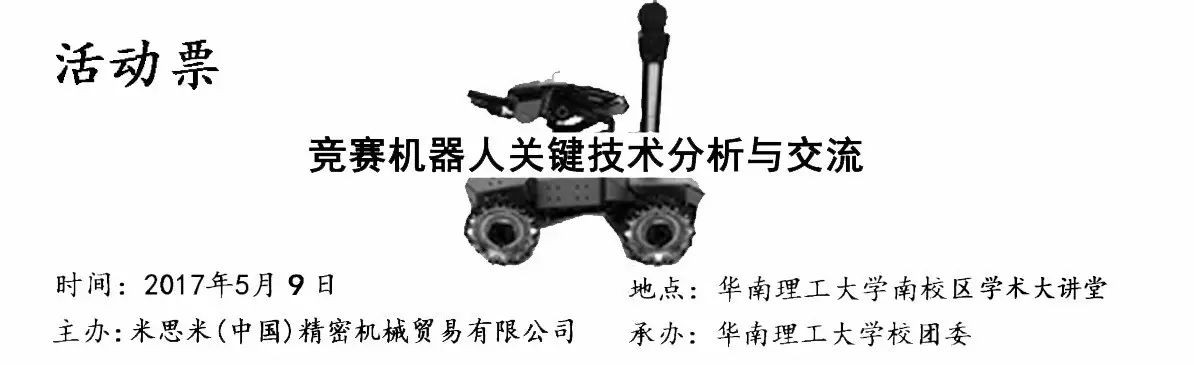 活动票
竞赛机器人关键技术分析与交流
时间：2017年5月9日
地点：华南理工大学南校区学术大讲堂
主办：米思米(中国)精密机械贸易有限公司
承办：华南理工大学校团委